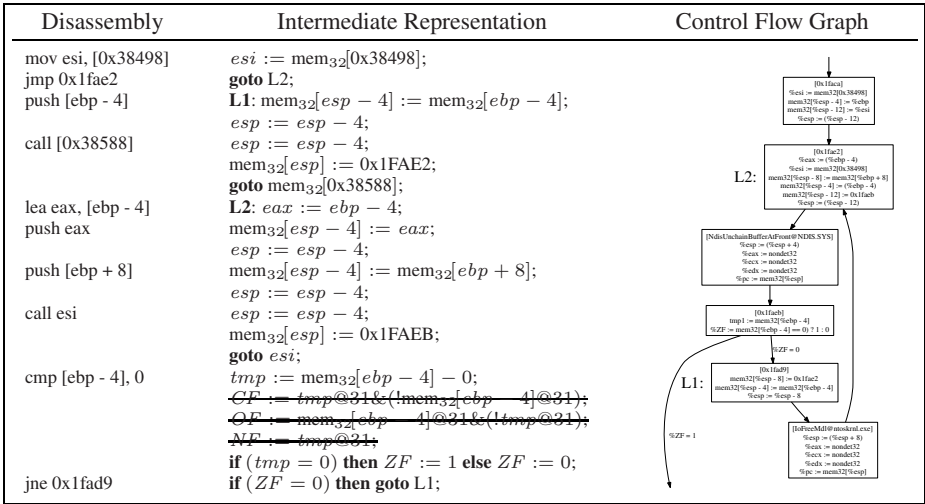 Disassembly Intermediate Representation Control Flow Graph
mov esi, [0x38498] esi := mem32[0x38498];
jmp 0x1fae2 goto L2;
push [ebp - 4] L1: mem32[esp − 4] := mem32[ebp − 4];
esp := esp − 4;
call [0x38588] esp := esp − 4;
mem32[esp] := 0x1FAE2;
goto mem32[0x38588];
lea eax, [ebp - 4] L2: eax := ebp − 4;
push eax mem32[esp − 4] := eax;
esp := esp − 4;
push [ebp + 8] mem32[esp − 4] := mem32[ebp + 8];
esp := esp − 4;
call esi esp := esp − 4;
mem32[esp] := 0x1FAEB;
goto esi;
cmp [ebp - 4], 0 tmp := mem32[ebp − 4] − 0;
CF := tmp@31&(!mem32[ebp − 4]@31);
OF := mem32[ebp − 4]@31&(!tmp@31);
NF := tmp@31;
if (tmp = 0) then ZF := 1 else ZF := 0;
jne 0x1fad9 if (ZF = 0) then goto L1;
[0x1faca]
%esi := mem32[0x38498]
mem32[%esp - 4] := %ebp
mem32[%esp - 12] := %esi
%esp := (%esp - 12)
L2:
[0x1fae2]
%eax := (%ebp - 4)
%esi := mem32[0x38498]
mem32[%esp - 8] := mem32[%ebp + 8]
mem32[%esp - 4] := (%ebp - 4)
mem32[%esp - 12] := 0x1faeb
%esp := (%esp - 12)
[NdisUnchainBufferAtFront@NDIS.SYS]
%esp := (%esp + 4)
%eax := nondet32
%ecx := nondet32
%edx := nondet32
%pc := mem32[%esp]
[0x1faeb]
tmp1 := mem32[%ebp - 4]
%ZF := mem32[%ebp - 4] == 0) ? 1 : 0
%ZF = 0
L1:
[0x1fad9]
mem32[%esp - 8] := 0x1fae2
mem32[%esp - 4] := mem32[%ebp - 4]
%esp := %esp - 8
%ZF = 1
[IoFreeMdl@ntoskrnl.exe]
%esp := (%esp + 8)
%eax := nondet32
%ecx := nondet32
%edx := nondet32
%pc := mem32[%esp]